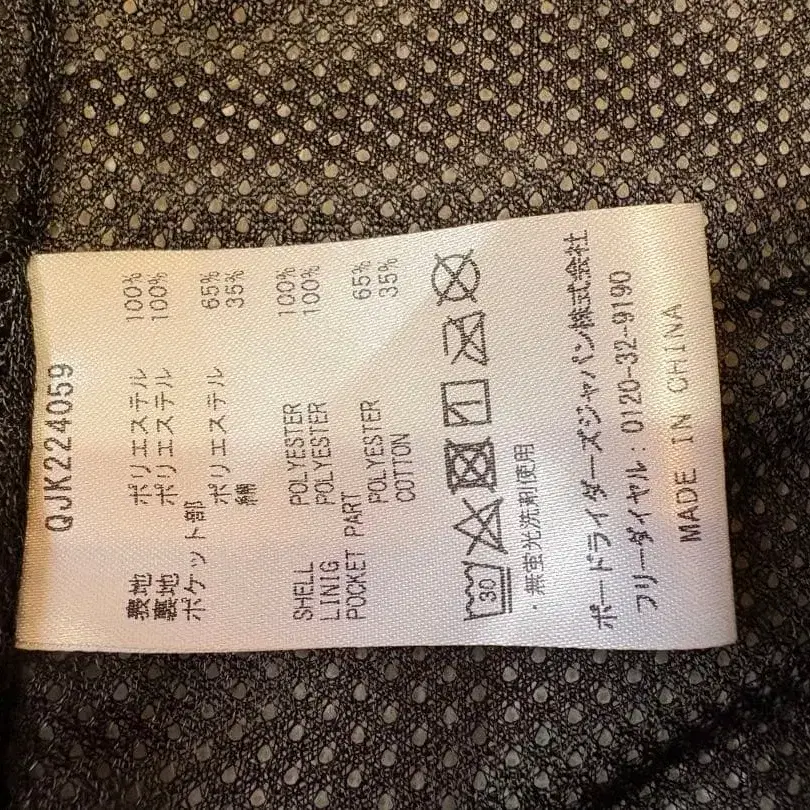 QJK224059
表地 ポリエステル 100%
裏地 ポリエステル 100%
ポケット部
ポリエステル 65%
綿 35%
SHELL POLYESTER 100%
LINIG POLYESTER 100%
POCKET PART
POLYESTER 65%
COTTON 35%
30
・無蛍光洗剤使用
ボードライダーズジャパン株式会社
フリーダイヤル：0120-32-9190
MADE IN CHINA